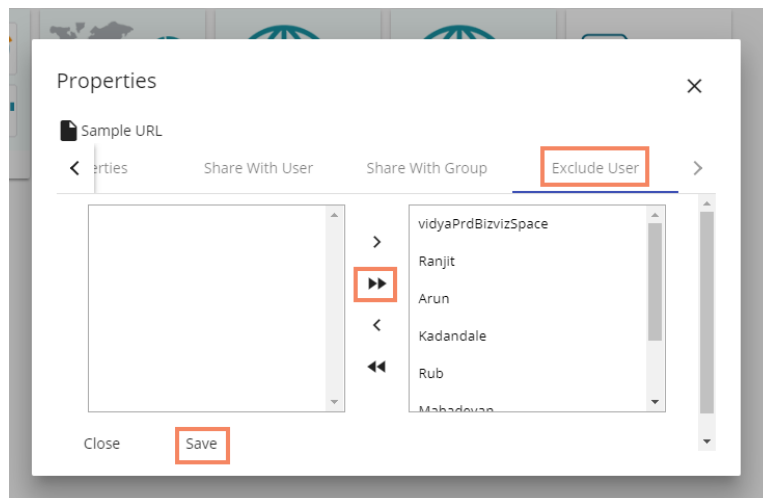 Properties
Sample URL
erties Share With User Share With Group Exclude User
vidyaPrdBizvizSpace
Ranjit
Arun
Kadandale
Rub
Mahadevan
Close Save